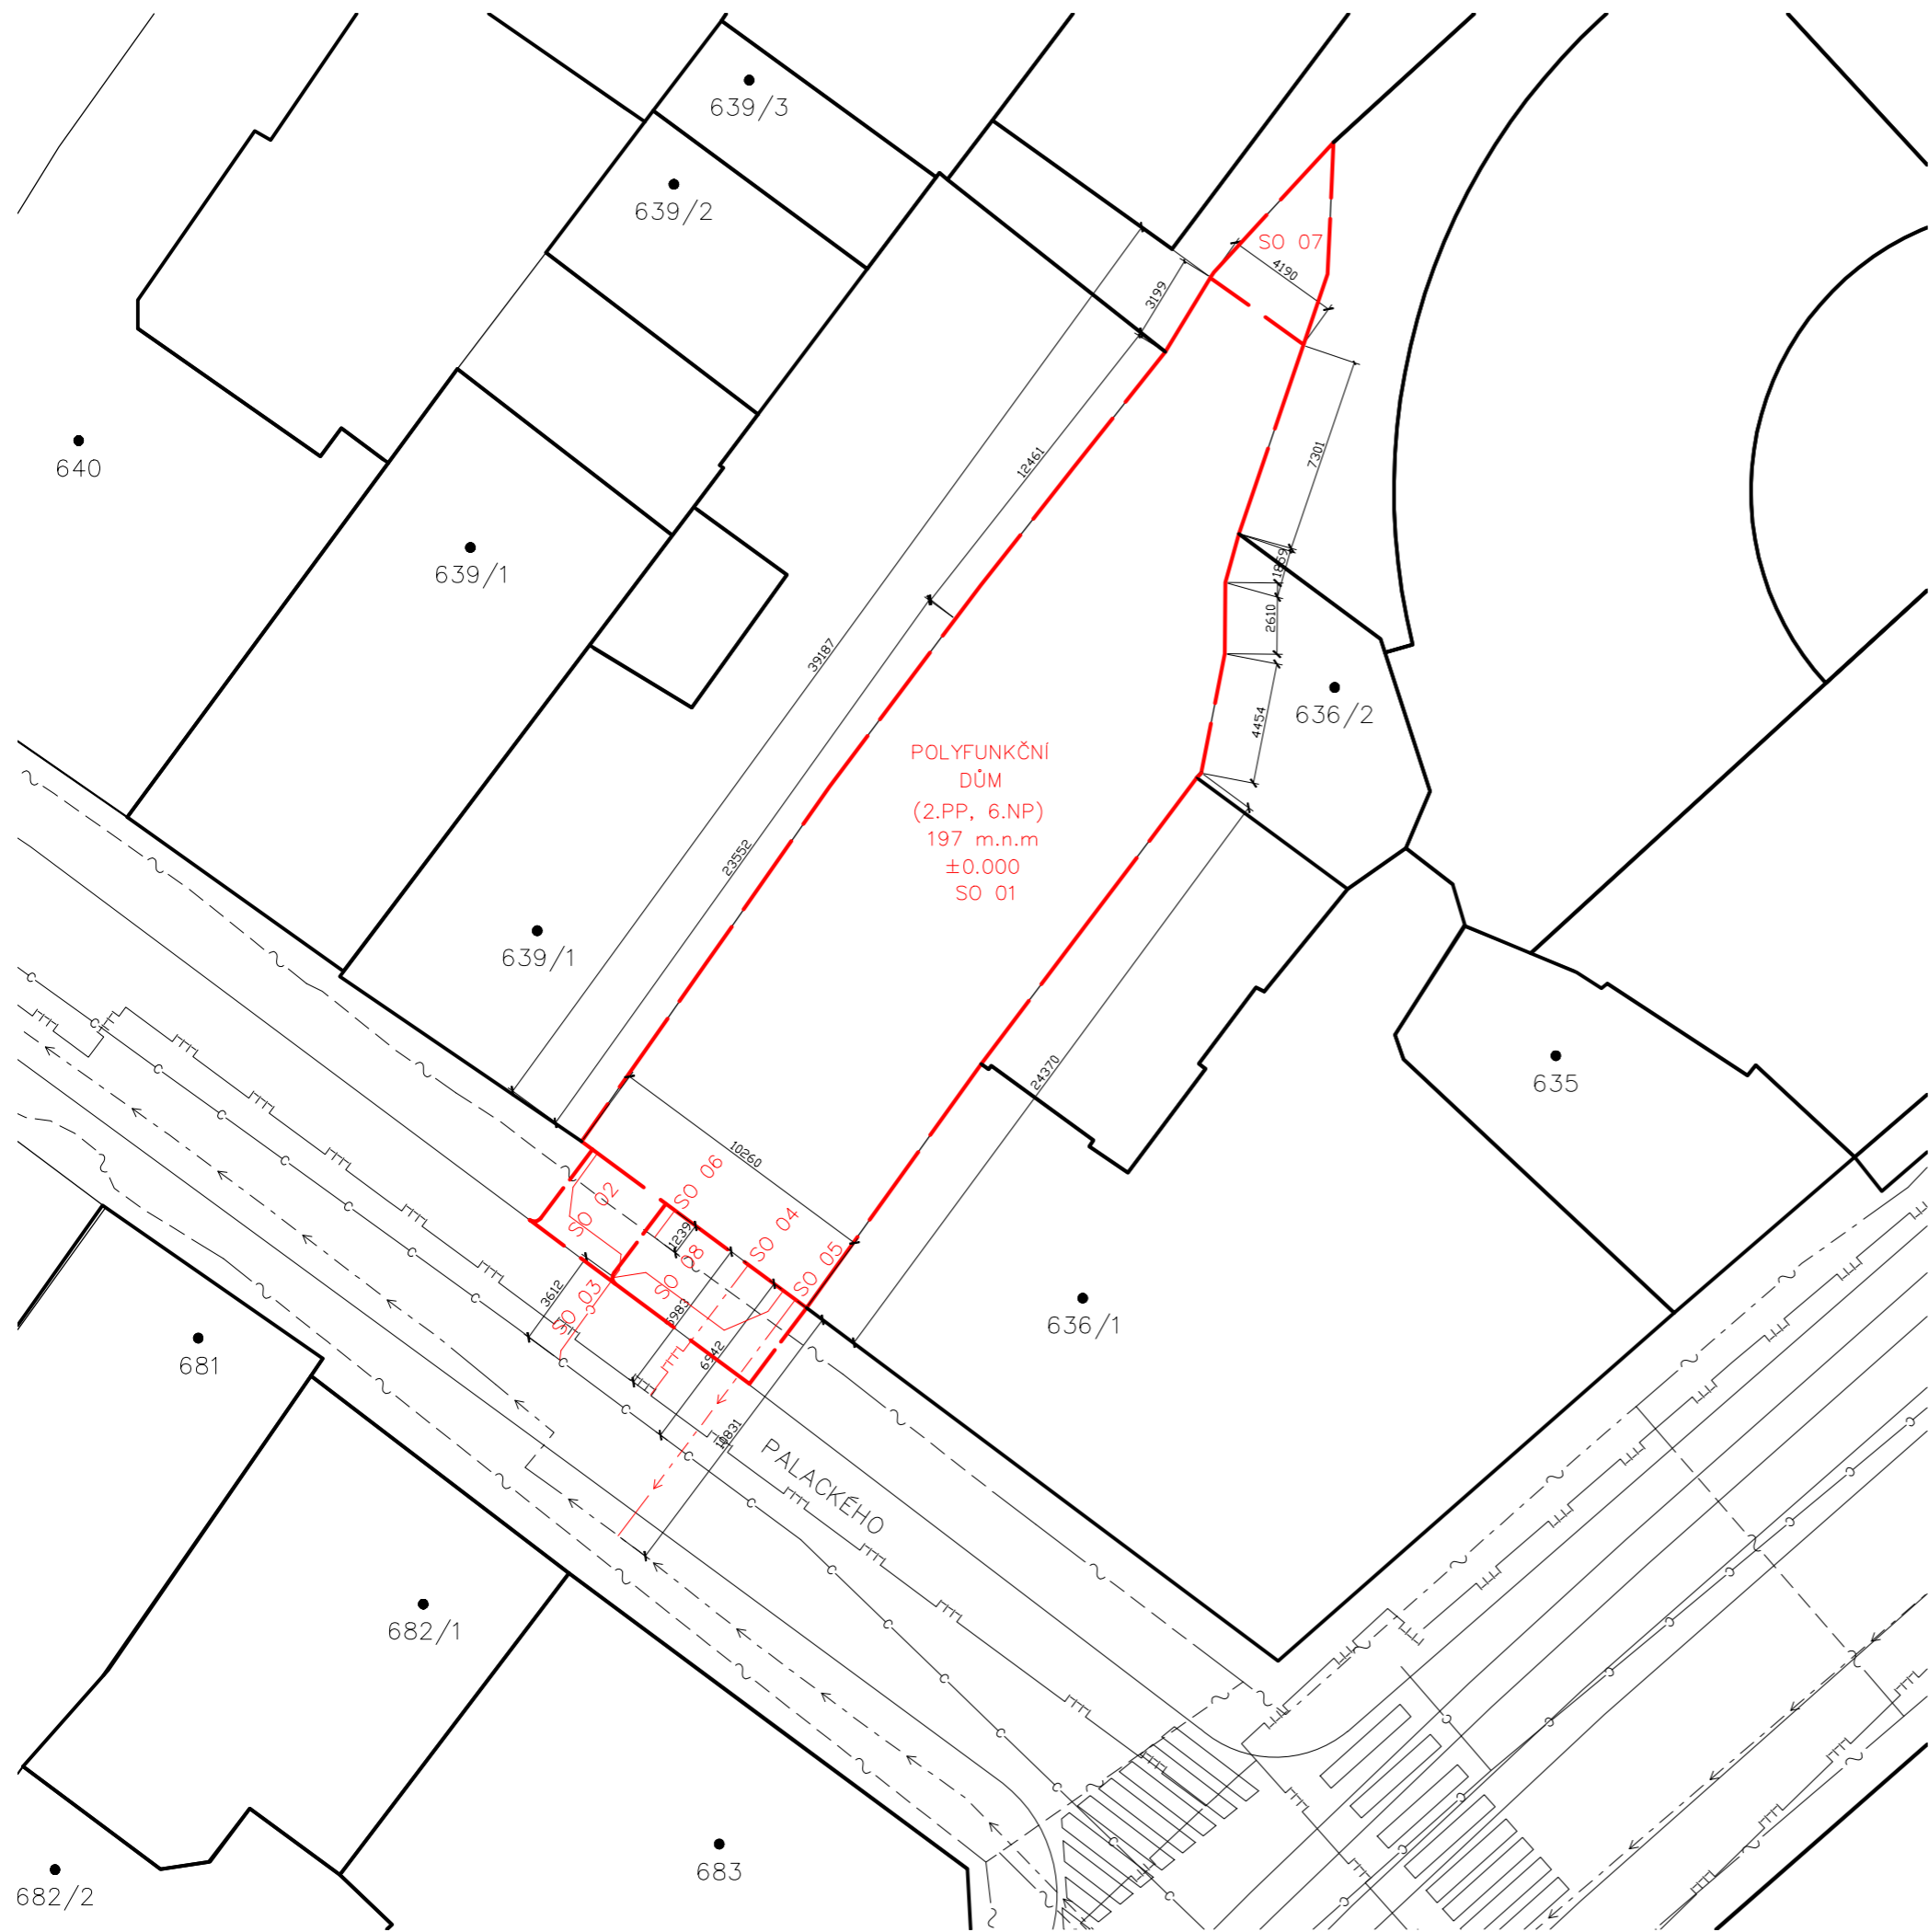 639/3
639/2
SO 07
4190
3199
640
12461
7301
639/1
1869
2610
39187
636/2
4454
POLYFUNKČNÍ
DŮM
(2.PP, 6.NP)
197 m.n.m
±0.000
SO 01
23552
639/1
24370
635
10260
SO 06
SO 02
SO 04
1239
SO 08
SO 05
3612
SO 03
6942
636/1
681
10831
PALACKÉHO
682/1
683
682/2